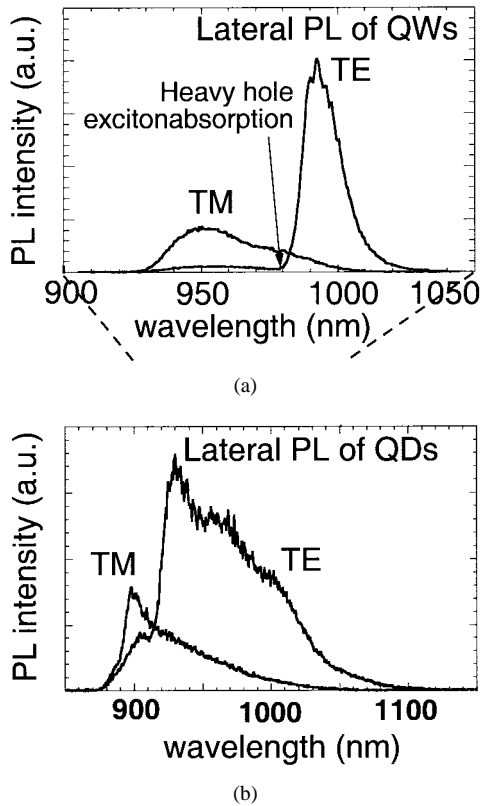 Lateral PL of QWs
TE
Heavy hole
excitonabsorption
TM
PL intensity (a.u.)
900 950 1000 1050
wavelength (nm)
(a)
Lateral PL of QDs
TM
TE
PL intensity (a.u.)
900 1000 1100
wavelength (nm)
(b)